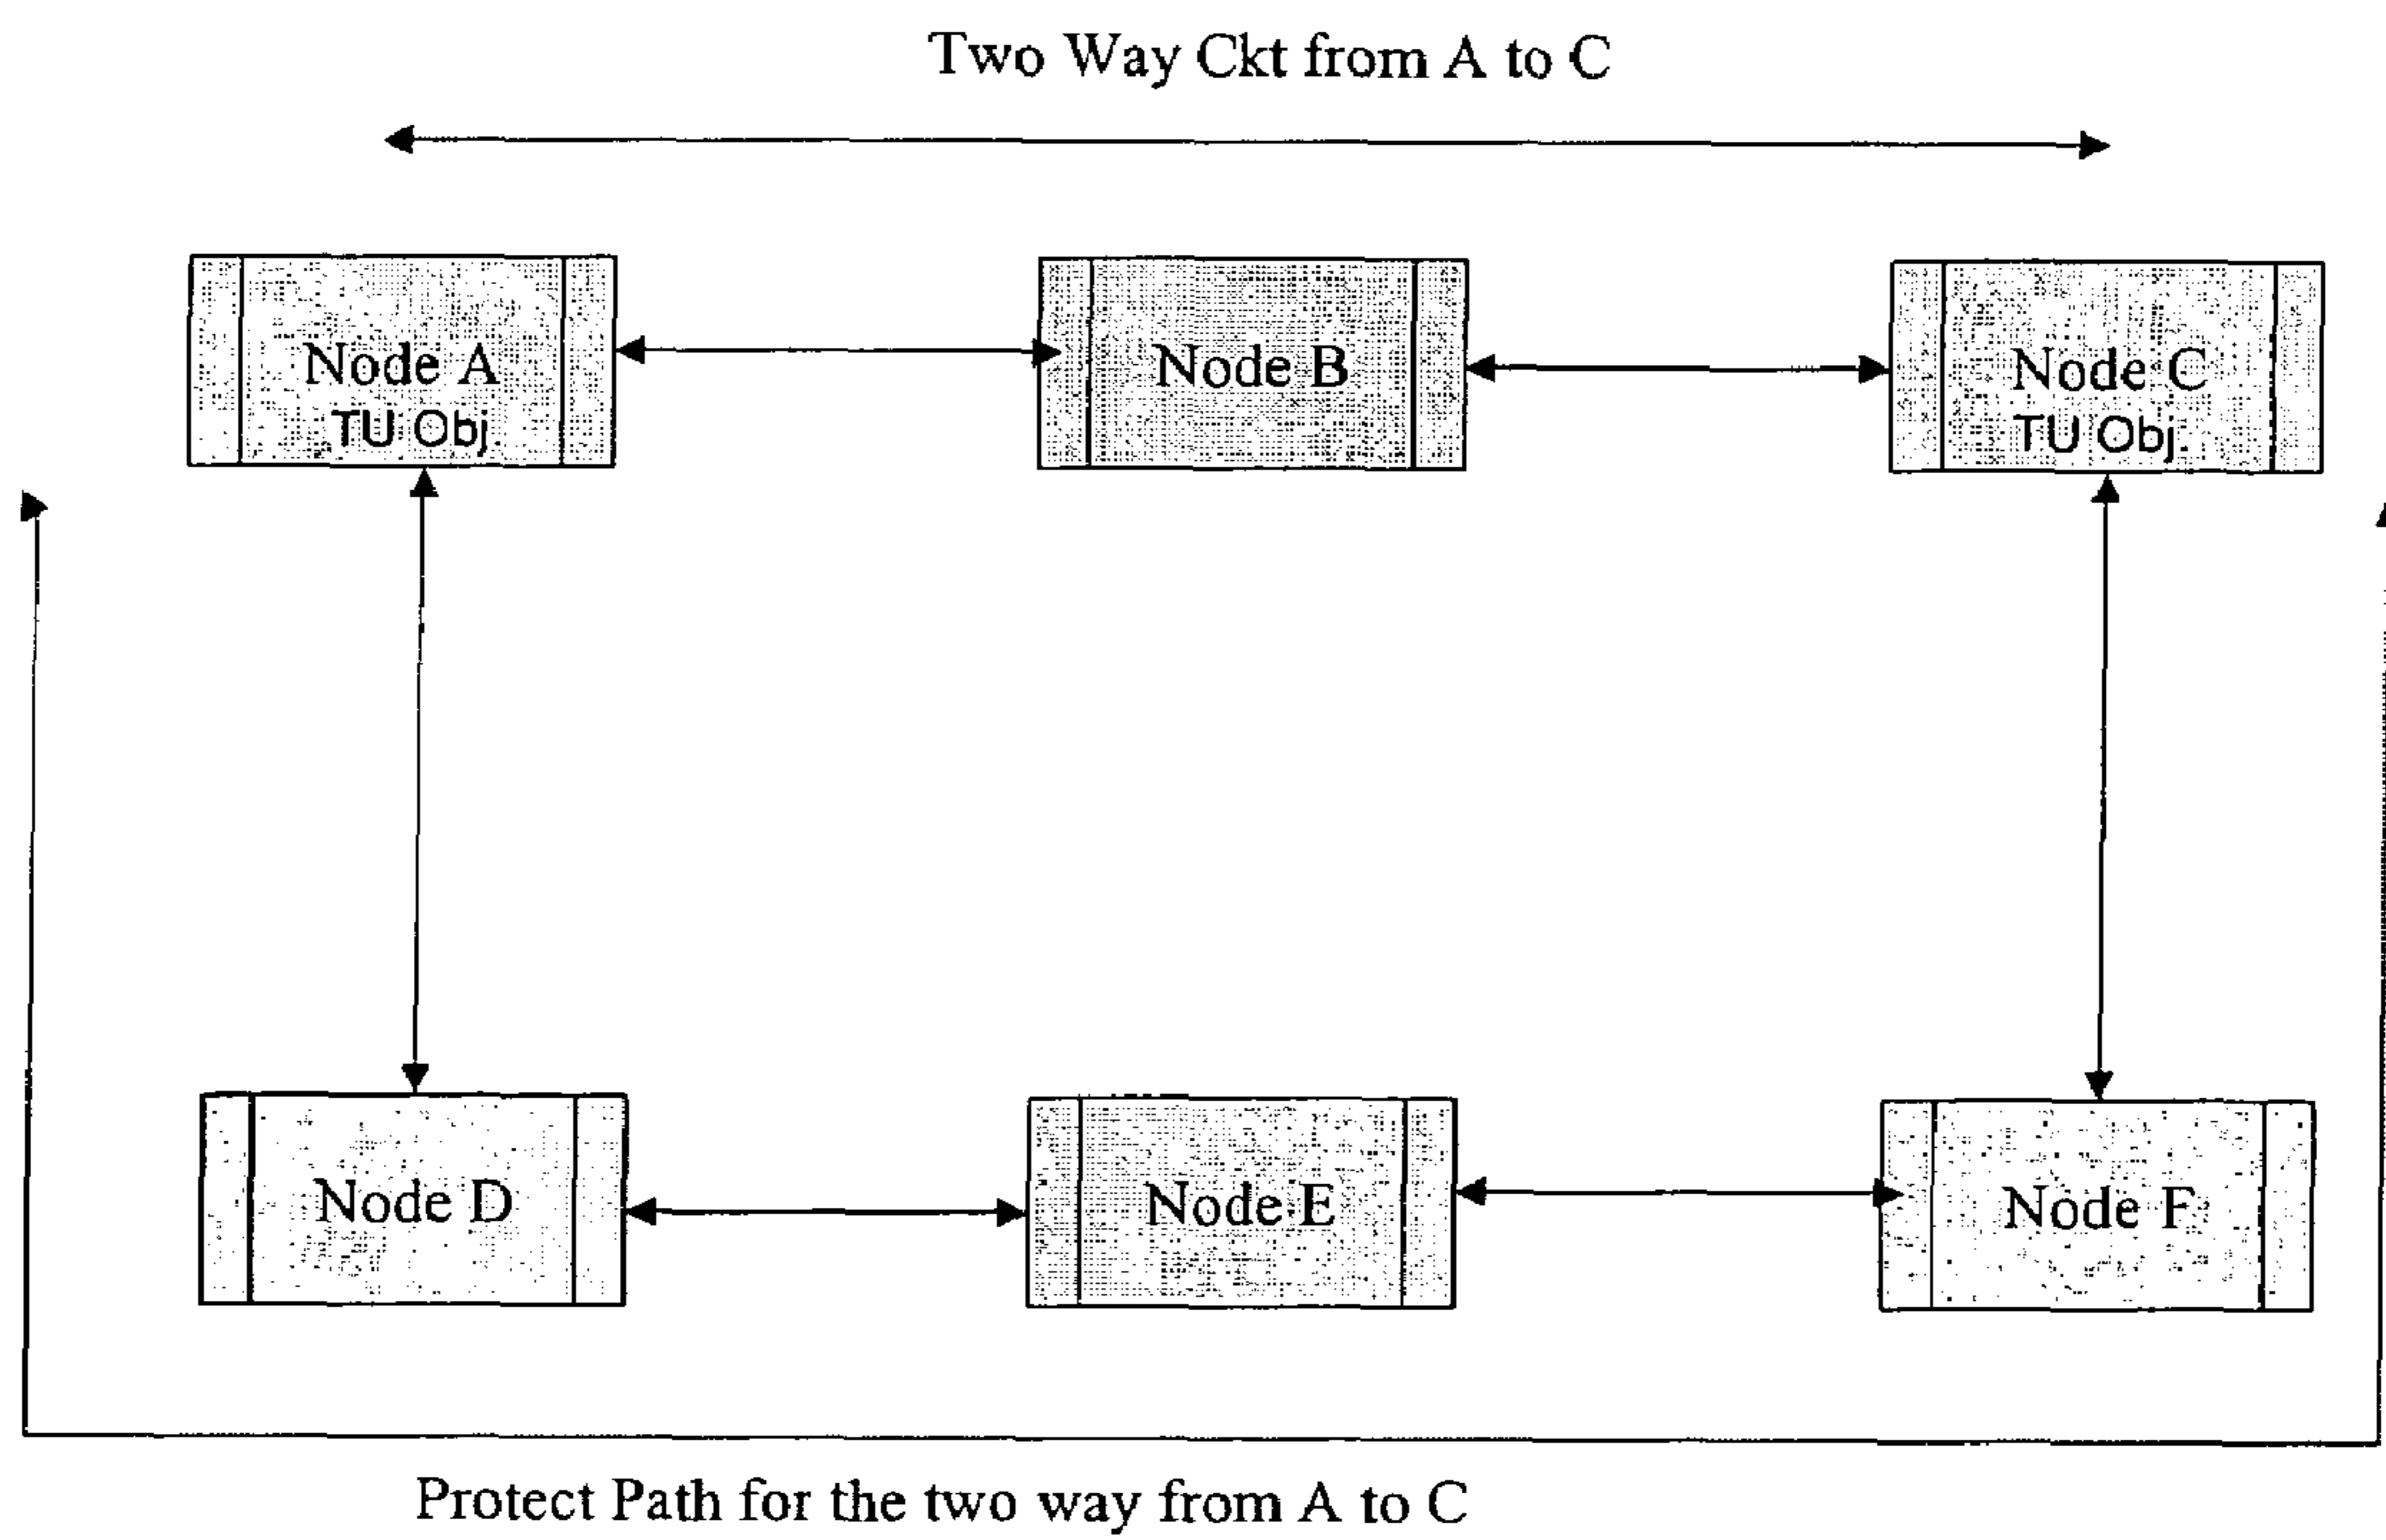 Two Way Ckt from A to C
Node A
TU Obj.
Node B
Node C
TU Obj.
Node D
Node E
Node F
Protect Path for the two way from A to C